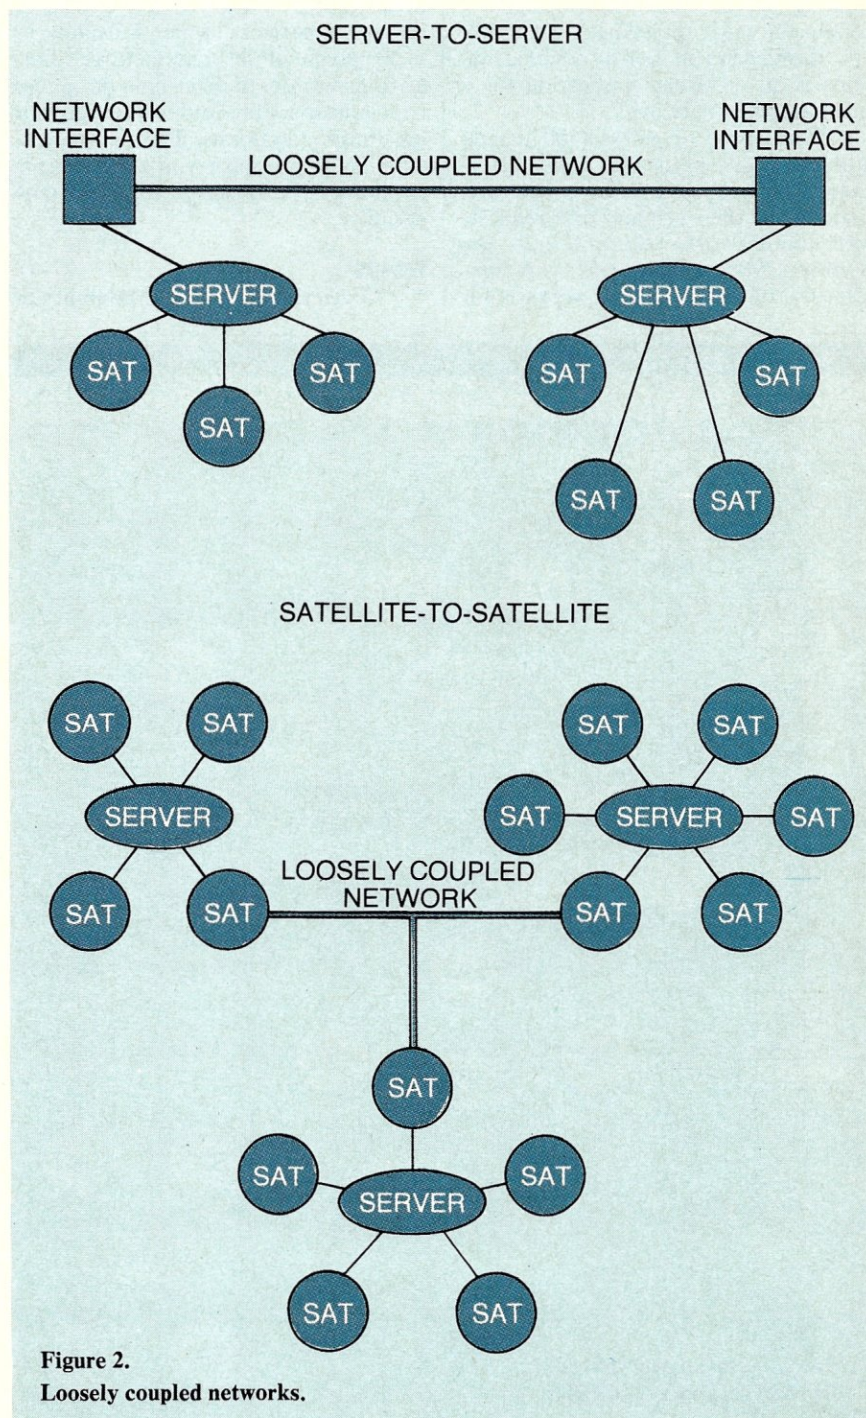 SERVER-TO-SERVER
NETWORK
INTERFACE
NETWORK
INTERFACE
LOOSELY COUPLED NETWORK
SERVER
SERVER
SAT
SAT
SAT
SAT
SAT
SAT
SAT
SATELLITE-TO-SATELLITE
SAT
SAT
SAT
SAT
SERVER
SAT
SERVER
SAT
LOOSELY COUPLED
NETWORK
SAT
SAT
SAT
SAT
SAT
SAT
SAT
SERVER
SAT
SAT
Figure 2.
Loosely coupled networks.